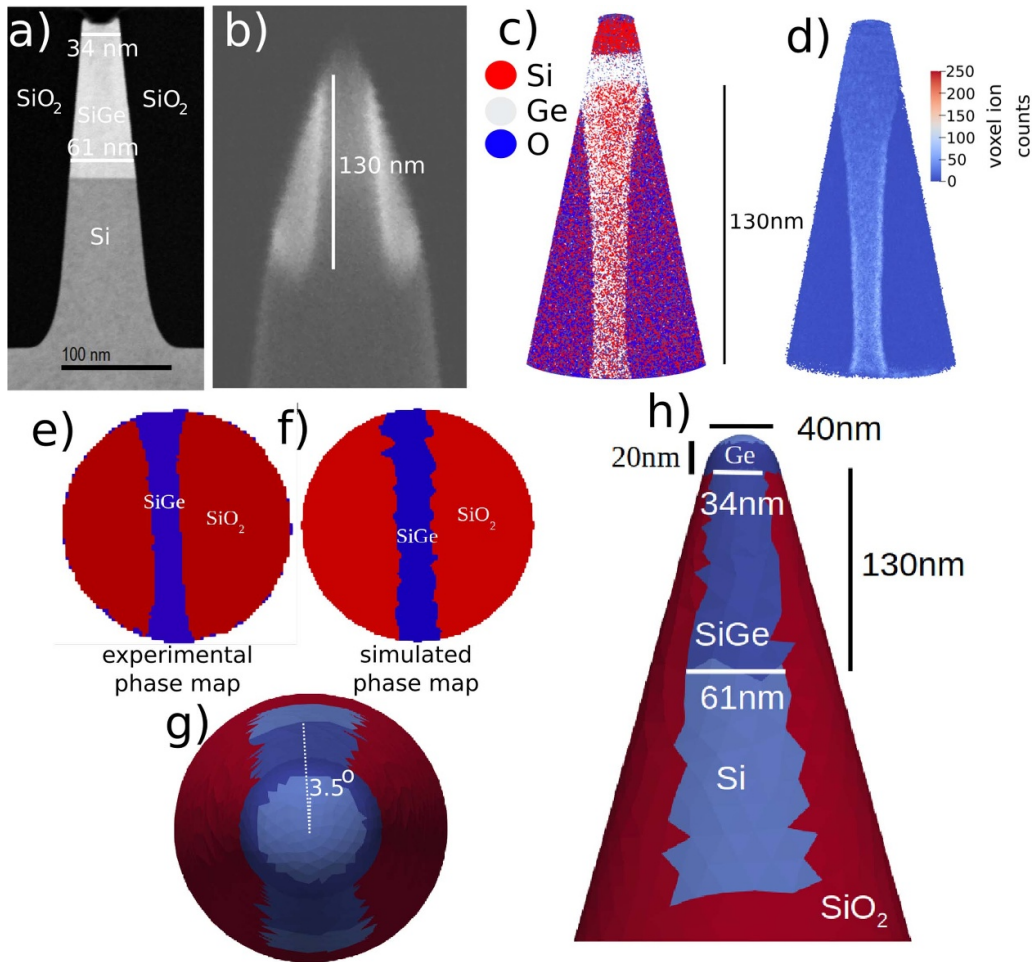 a)
34 nm
SiO₂
SiO₂
SiGe
61 nm
Si
100 nm
b)
130 nm
c)
Si
Ge
O
130nm
d)
250
200
150
100
50
0
voxel ion
counts
e)
SiGe
SiO₂
experimental
phase map
f)
SiGe
SiO₂
simulated
phase map
g)
3.5°
h)
40nm
20nm
Ge
34nm
130nm
SiGe
61nm
Si
SiO₂